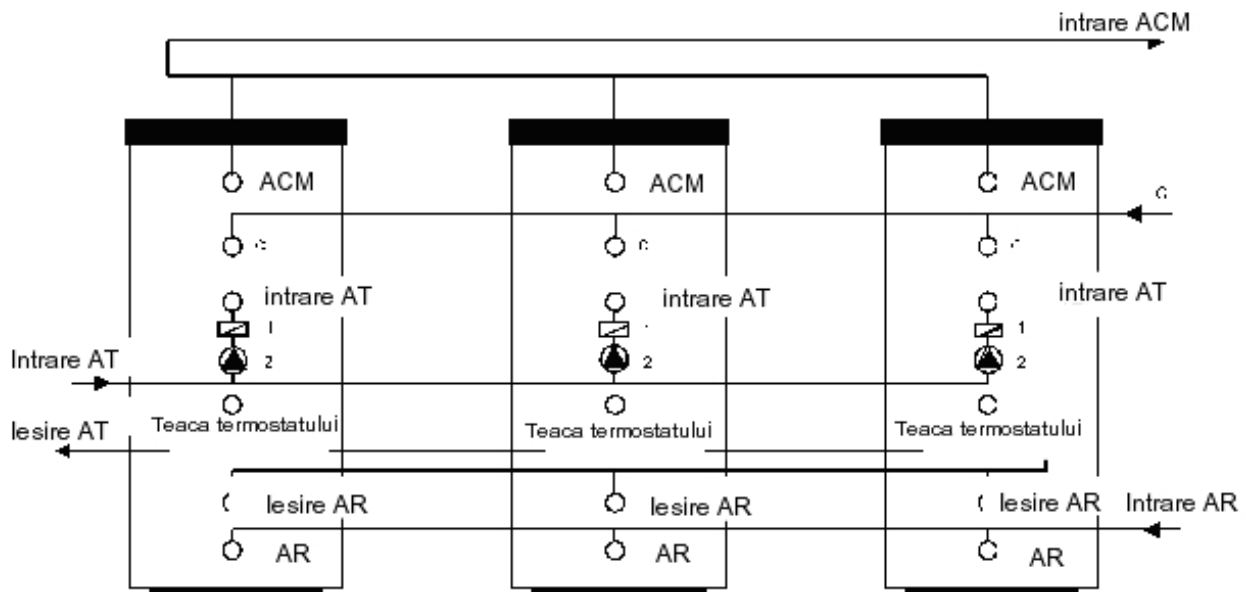 intrare ACM
ACM ACM ACM
intrare AT intrare AT intrare AT
1 1
Intrare AT 2 2 2
Iesire AT Teaca termostatului Teaca termostatului Teaca termostatului
Iesire AR Iesire AR Iesire AR Intrare AR
AR AR AR